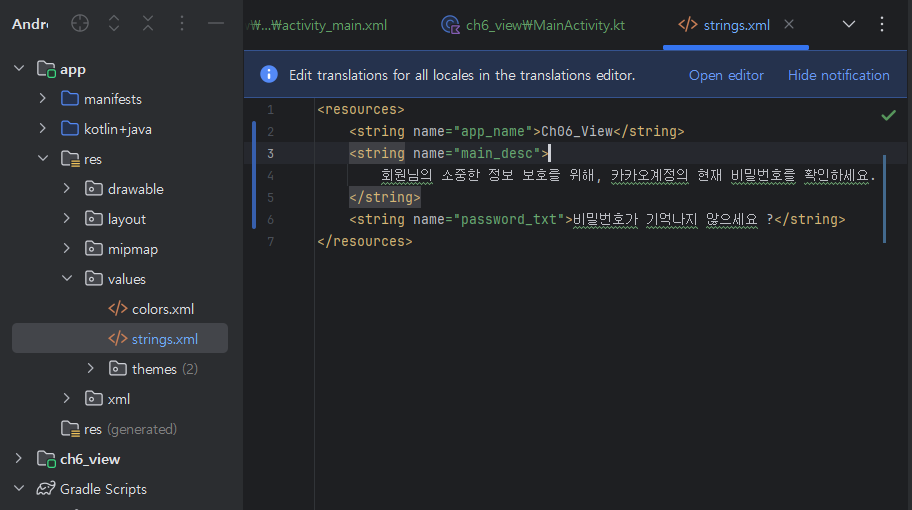 Andr
₩...₩activity_main.xml
ch6_view₩MainActivity.kt
strings.xml
Edit translations for all locales in the translations editor.
Open editor
Hide notification
app
manifests
kotlin+java
res
drawable
layout
mipmap
values
colors.xml
strings.xml
themes (2)
xml
res (generated)
ch6_view
Gradle Scripts
1 <resources>
2 <string name="app_name">Ch06_View</string>
3 <string name="main_desc">
4 회원님의 소중한 정보 보호를 위해, 카카오계정의 현재 비밀번호를 확인하세요.
5 </string>
6 <string name="password_txt">비밀번호가 기억나지 않으세요 ?</string>
7 </resources>